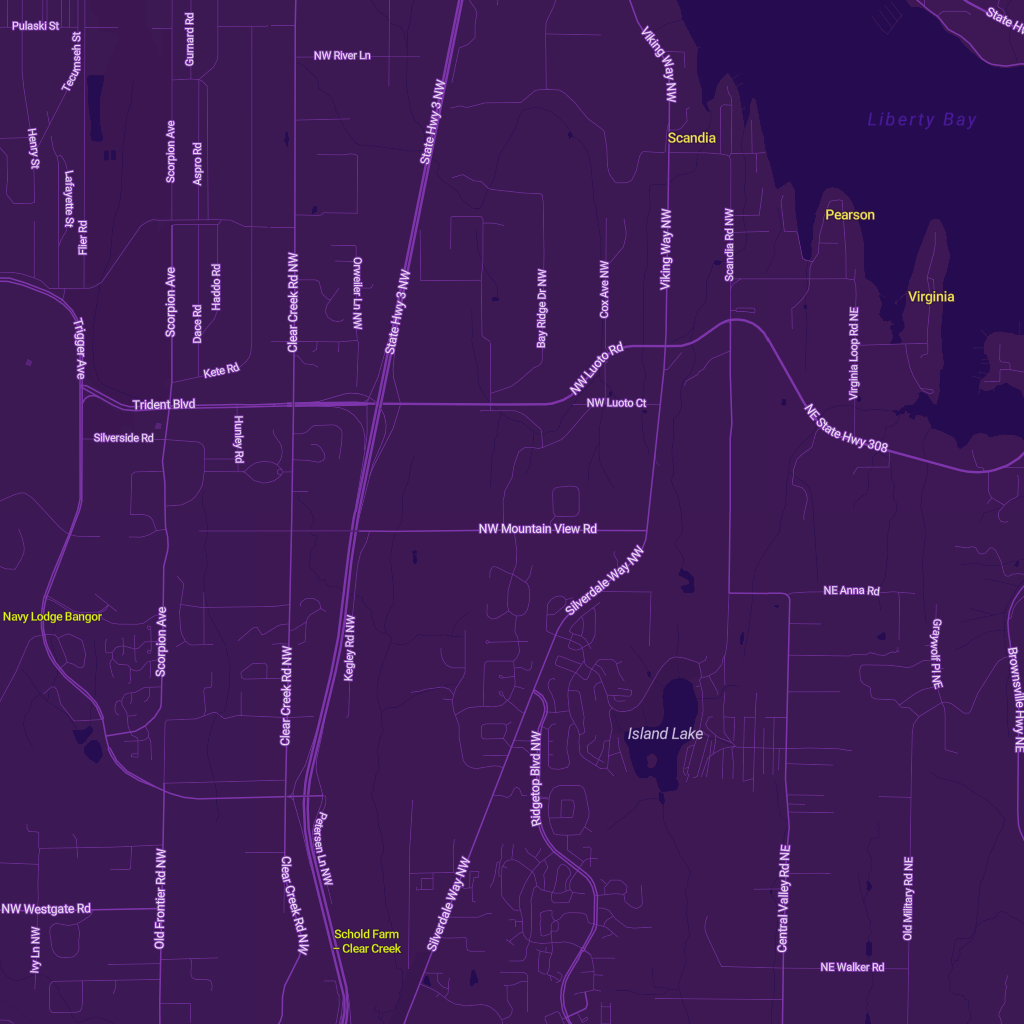 Pulaski St
Gurnard Rd
State Hw
Tecumseh St
NW River Ln
Viking Way NW
State Hwy 3 NW
Liberty Bay
Scandia
Henry St
Scorpion Ave
Aspro Rd
Lafayette St
Flier Rd
Pearson
Viking Way NW
Scandia Rd NW
Virginia
Scorpion Ave
Haddo Rd
Dace Rd
Clear Creek Rd NW
Orweiler Ln NW
State Hwy 3 NW
Bay Ridge Dr NW
Cox Ave NW
Trigger Ave
Virginia Loop Rd NE
Kete Rd
NW Luoto Rd
Trident Blvd
NW Luoto Ct
NE State Hwy 308
Silverside Rd
Hunley Rd
NW Mountain View Rd
Silverdale Way NW
NE Anna Rd
Navy Lodge Bangor
Scorpion Ave
Kegley Rd NW
Graywolf Pl NE
Clear Creek Rd NW
Brownsville Hwy NE
Island Lake
Ridgetop Blvd NW
Petersen Ln NW
Old Frontier Rd NW
Clear Creek Rd NW
Silverdale Way NW
Central Valley Rd NE
Old Military Rd NE
NW Westgate Rd
Ivy Ln NW
Schold Farm
– Clear Creek
NE Walker Rd